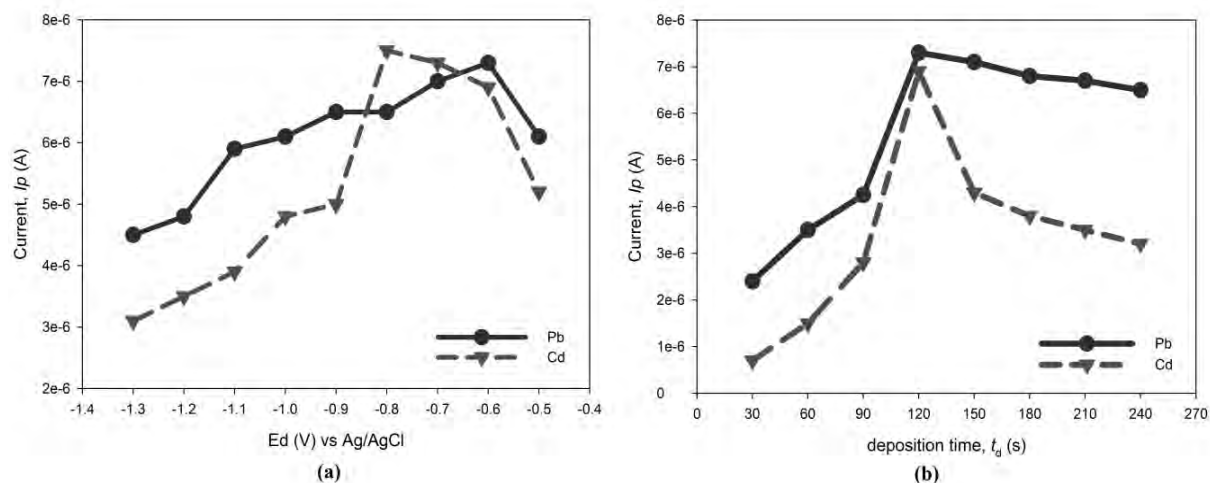 8e-6
7e-6
6e-6
5e-6
4e-6
3e-6
2e-6
Current, Ip (A)
-1.4 -1.3 -1.2 -1.1 -1.0 -0.9 -0.8 -0.7 -0.6 -0.5 -0.4
Ed (V) vs Ag/AgCl
Pb
Cd
(a)
8e-6
7e-6
6e-6
5e-6
4e-6
3e-6
2e-6
1e-6
0
Current, Ip (A)
0 30 60 90 120 150 180 210 240 270
deposition time, td (s)
Pb
Cd
(b)